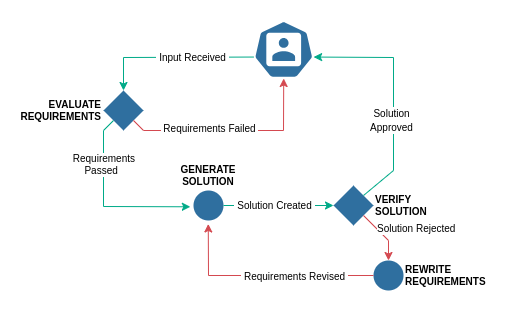 Input Received
EVALUATE
REQUIREMENTS
Requirements Failed
Solution
Approved
Requirements
Passed
GENERATE
SOLUTION
Solution Created
VERIFY
SOLUTION
Solution Rejected
Requirements Revised
REWRITE
REQUIREMENTS